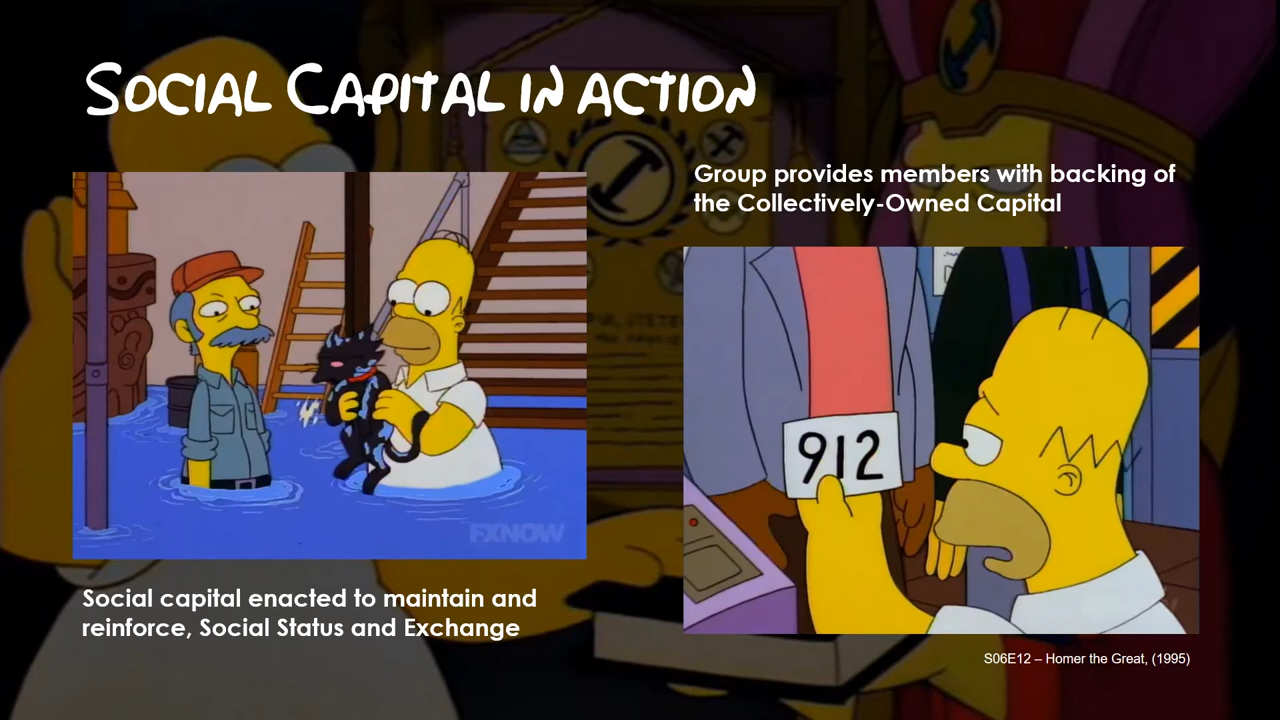 Social Capital in action
Group provides members with backing of
the Collectively-Owned Capital
912
FXNOW
Social capital enacted to maintain and
reinforce, Social Status and Exchange
S06E12 – Homer the Great, (1995)